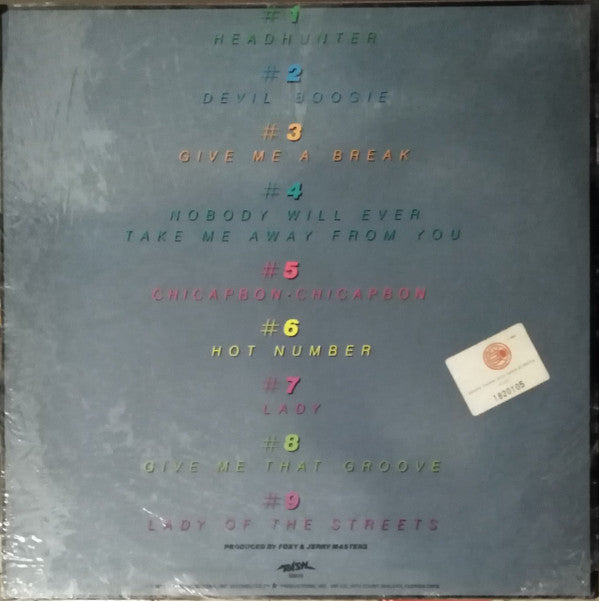 #1
HEADHUNTER
#2
DEVIL BOOGIE
#3
GIVE ME A BREAK
#4
NOBODY WILL EVER
TAKE ME AWAY FROM YOU
#5
CHICAPBON-CHICAPBON
#6
HOT NUMBER
#7
LADY
#8
GIVE ME THAT GROOVE
#9
LADY OF THE STREETS
PRODUCED BY FOXY & JERRY MASTERS
1820105